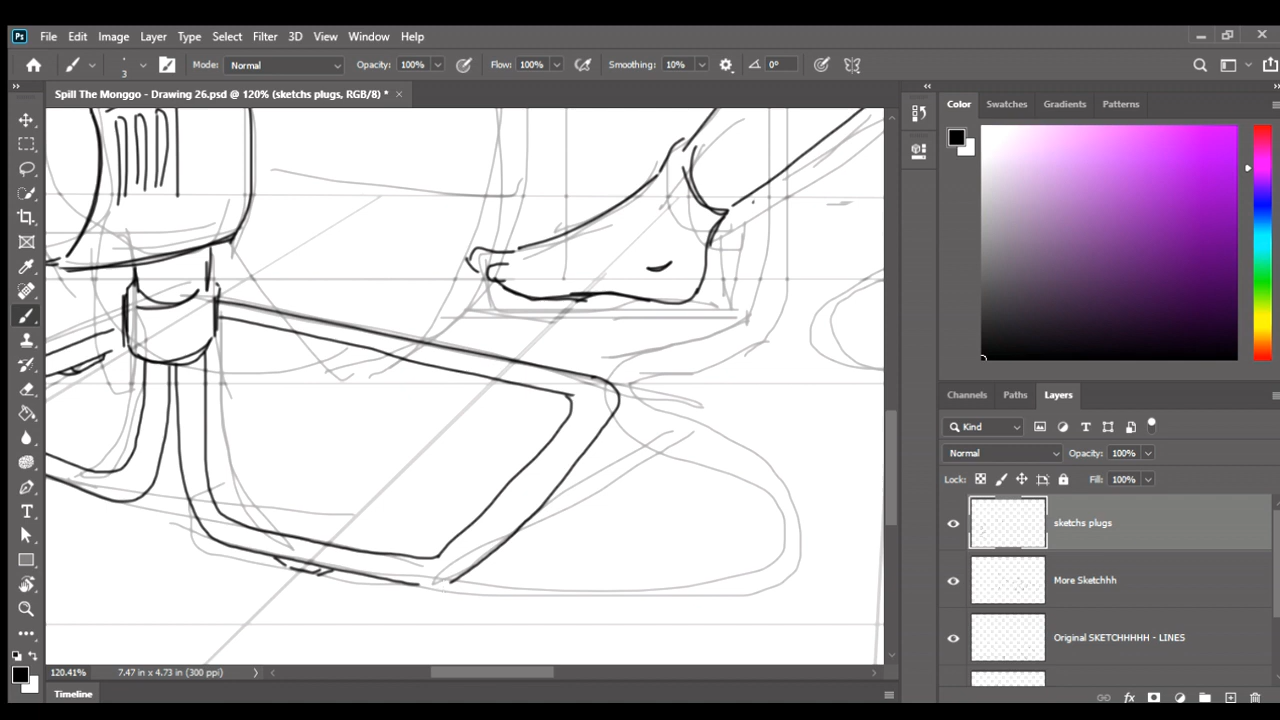 Ps File Edit Image Layer Type Select Filter 3D View Window Help
3 Mode: Normal Opacity: 100% Flow: 100% Smoothing: 10% 0°
Spill The Monggo - Drawing 26.psd @ 120% (sketchs plugs, RGB/8) * ×
Color Swatches Gradients Patterns
Channels Paths Layers
Kind
Normal Opacity: 100%
Lock: Fill: 100%
sketchs plugs
More Sketchhh
Original SKETCHHHHH - LINES
120.41% 7.47 in x 4.73 in (300 ppi)
Timeline